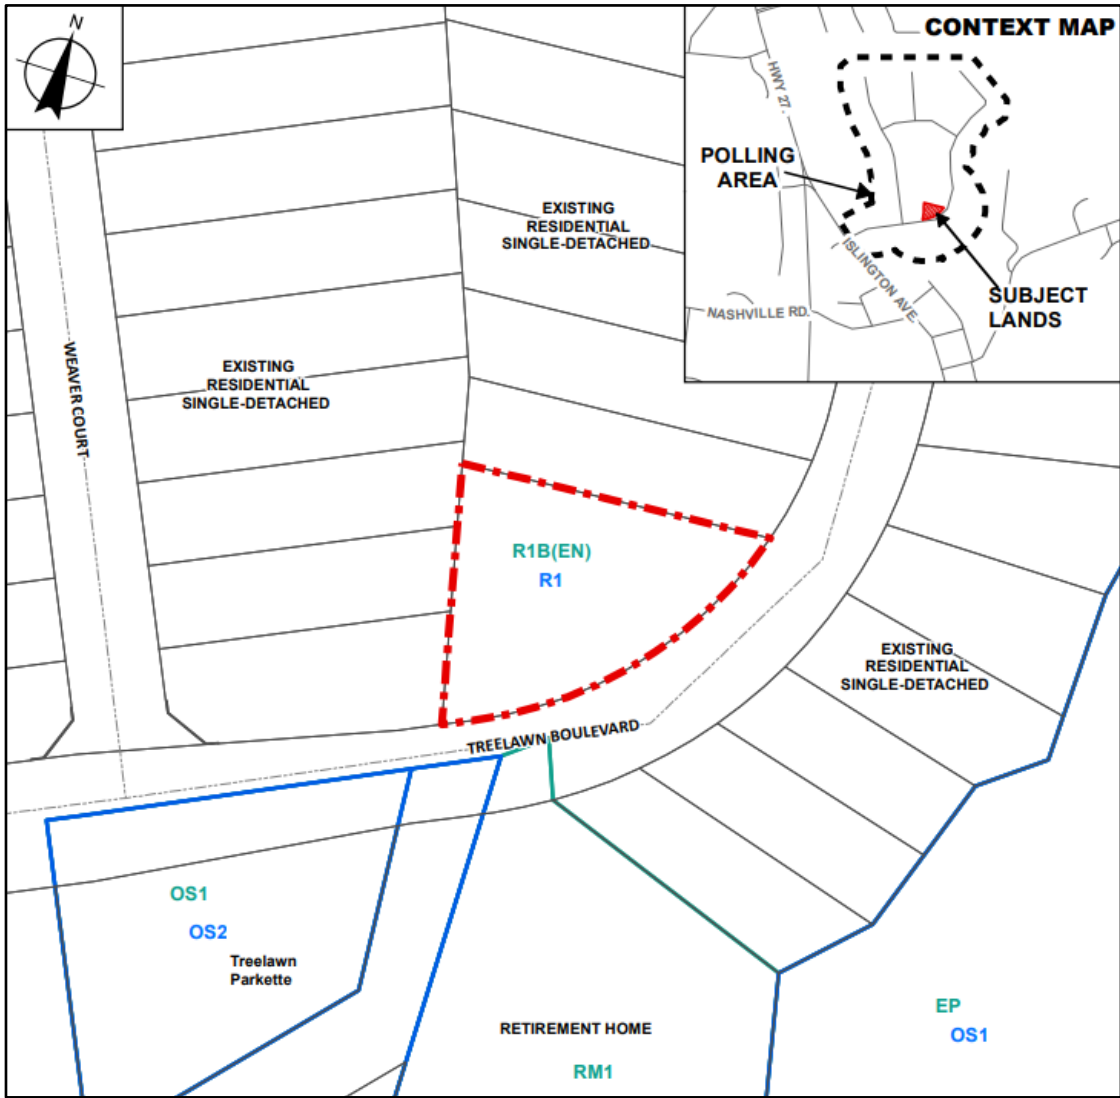 N
CONTEXT MAP
HWY 27.
POLLING
AREA
ISLINGTON AVE.
NASHVILLE RD.
SUBJECT
LANDS
EXISTING
RESIDENTIAL
SINGLE-DETACHED
EXISTING
RESIDENTIAL
SINGLE-DETACHED
WEAVER COURT
R1B(EN)
R1
EXISTING
RESIDENTIAL
SINGLE-DETACHED
TREELAWN BOULEVARD
OS1
OS2
Treelawn
Parkette
RETIREMENT HOME
RM1
EP
OS1